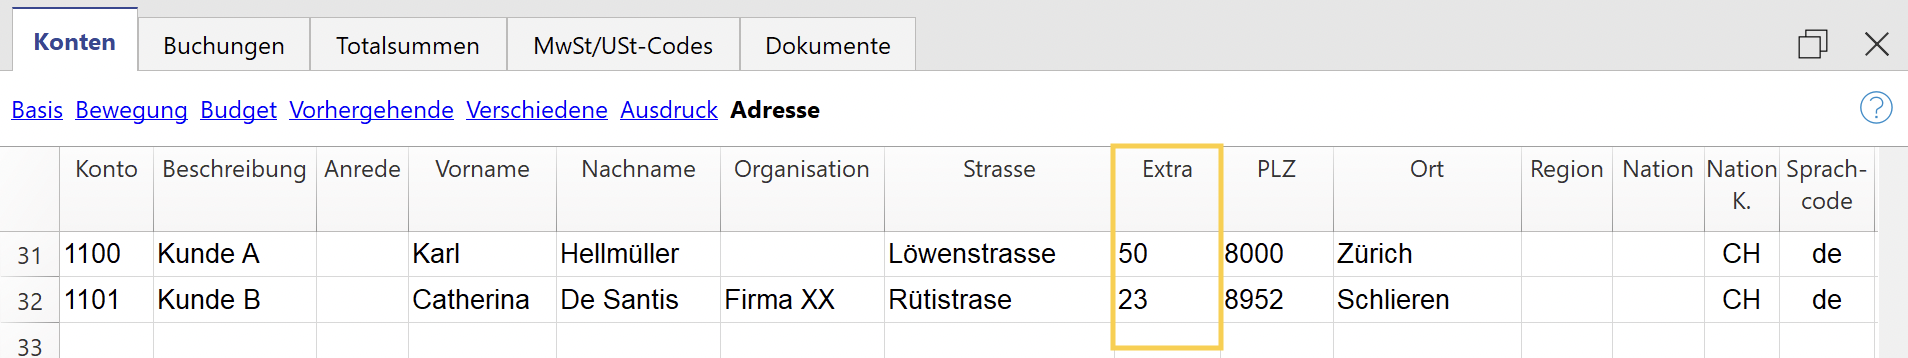 Konten Buchungen Totalsummen MwSt/USt-Codes Dokumente
Basis Bewegung Budget Vorhergehende Verschiedene Ausdruck Adresse ?
Konto Beschreibung Anrede Vorname Nachname Organisation Strasse Extra PLZ Ort Region Nation Nation K. Sprach-code
31 1100 Kunde A Karl Hellmüller Löwenstrasse 50 8000 Zürich CH de
32 1101 Kunde B Catherina De Santis Firma XX Rütistrase 23 8952 Schlieren CH de
33